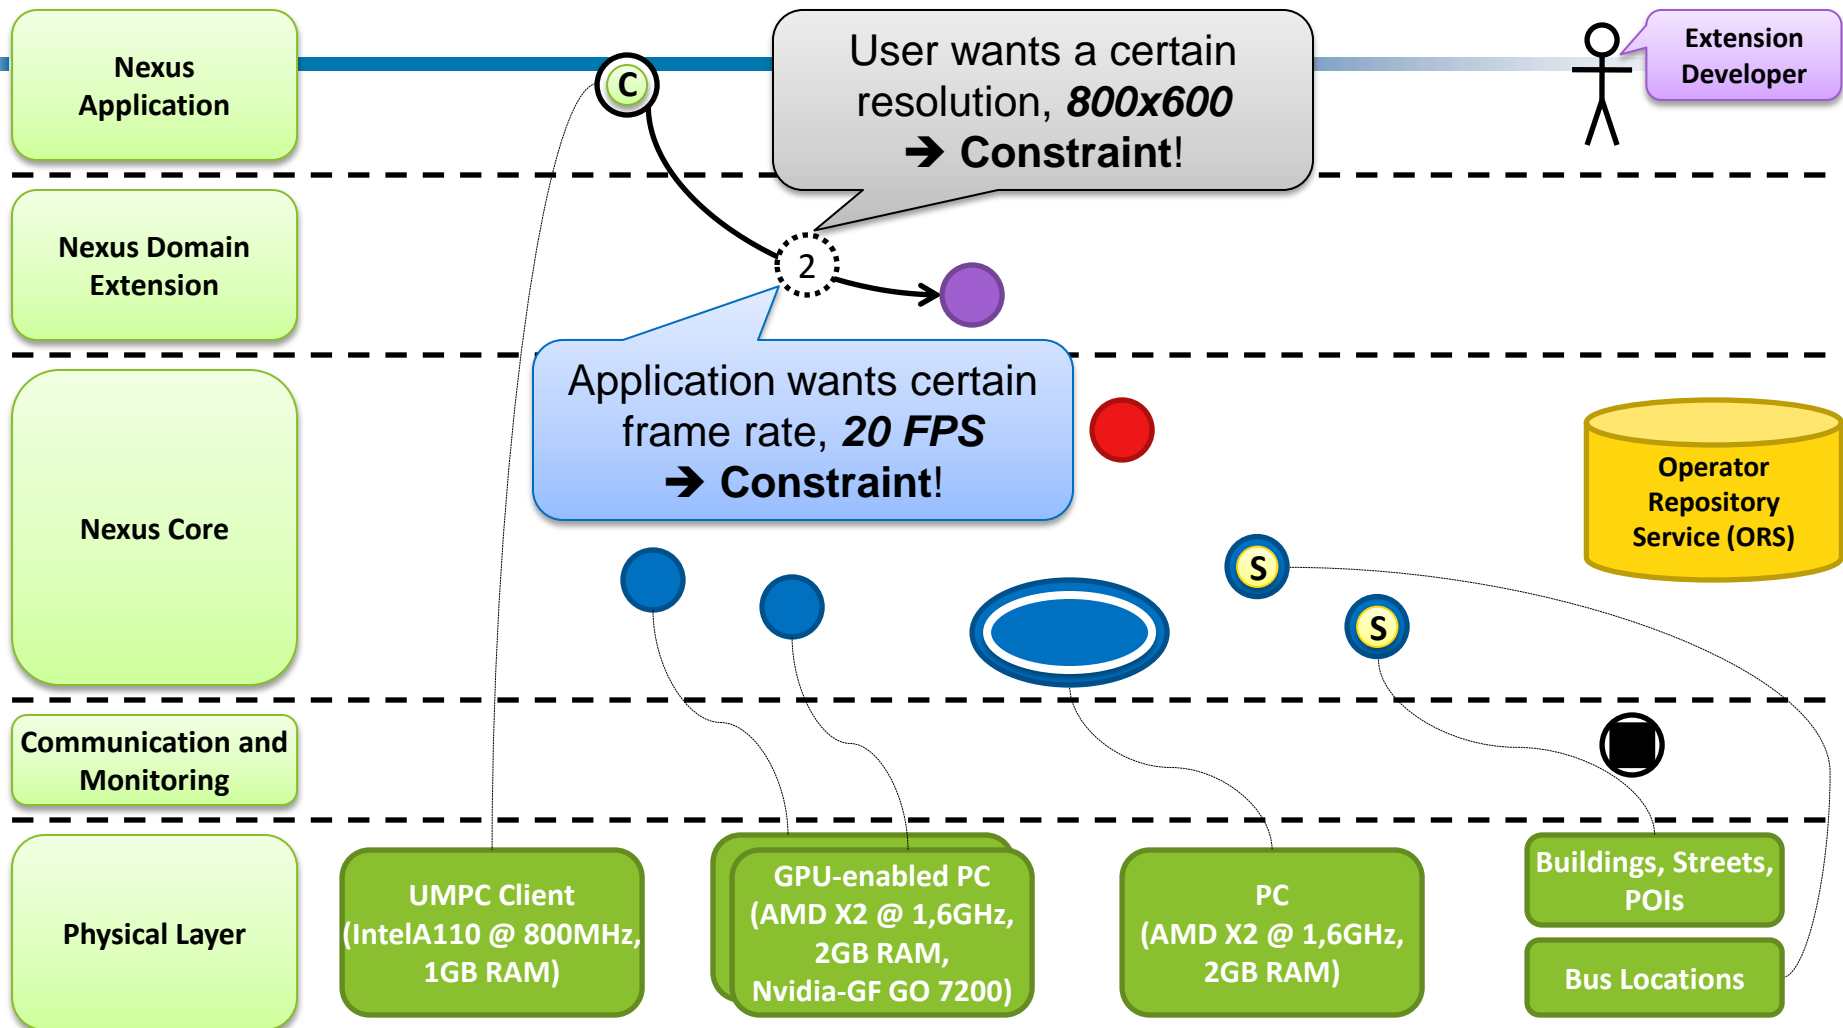 Nexus
Application
C
User wants a certain
resolution, 800x600
➔ Constraint!
Extension
Developer
Nexus Domain
Extension
2
Application wants certain
frame rate, 20 FPS
➔ Constraint!
Nexus Core
Operator
Repository
Service (ORS)
S
S
Communication and
Monitoring
Physical Layer
UMPC Client
(IntelA110 @ 800MHz,
1GB RAM)
GPU-enabled PC
(AMD X2 @ 1,6GHz,
2GB RAM,
Nvidia-GF GO 7200)
PC
(AMD X2 @ 1,6GHz,
2GB RAM)
Buildings, Streets,
POIs
Bus Locations